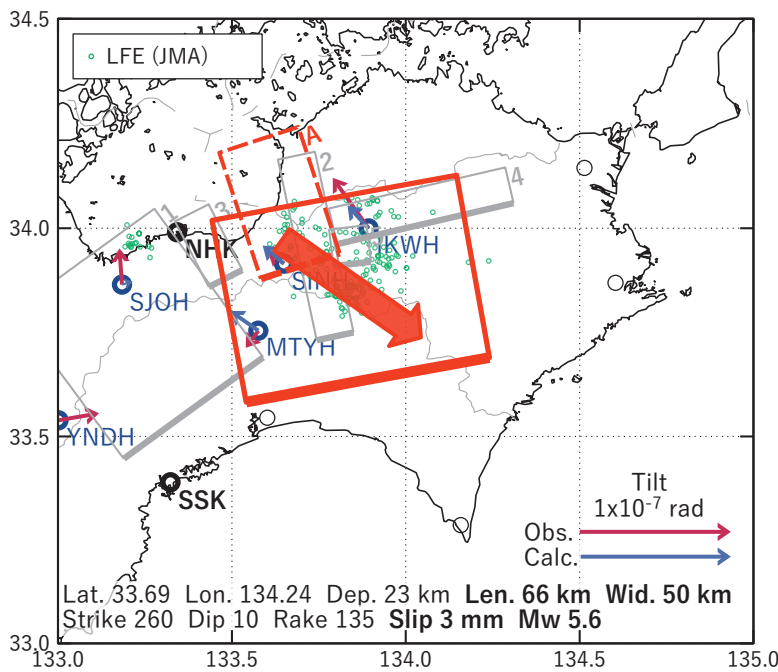 34.5
LFE (JMA)
A
2
4
1
3
34.0
NHK
KWH
SINH
SJOH
MTYH
33.5
YNDH
SSK
Tilt
1x10⁻⁷ rad
Obs.
Calc.
Lat. 33.69 Lon. 134.24 Dep. 23 km Len. 66 km Wid. 50 km
Strike 260 Dip 10 Rake 135 Slip 3 mm Mw 5.6
33.0
133.0 133.5 134.0 134.5 135.0